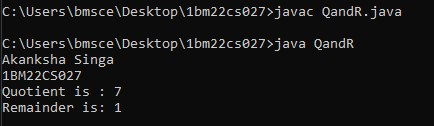 C:\Users\bmsce\Desktop\1bm22cs027>javac QandR.java
C:\Users\bmsce\Desktop\1bm22cs027>java QandR
Akanksha Singa
1BM22CS027
Quotient is : 7
Remainder is: 1